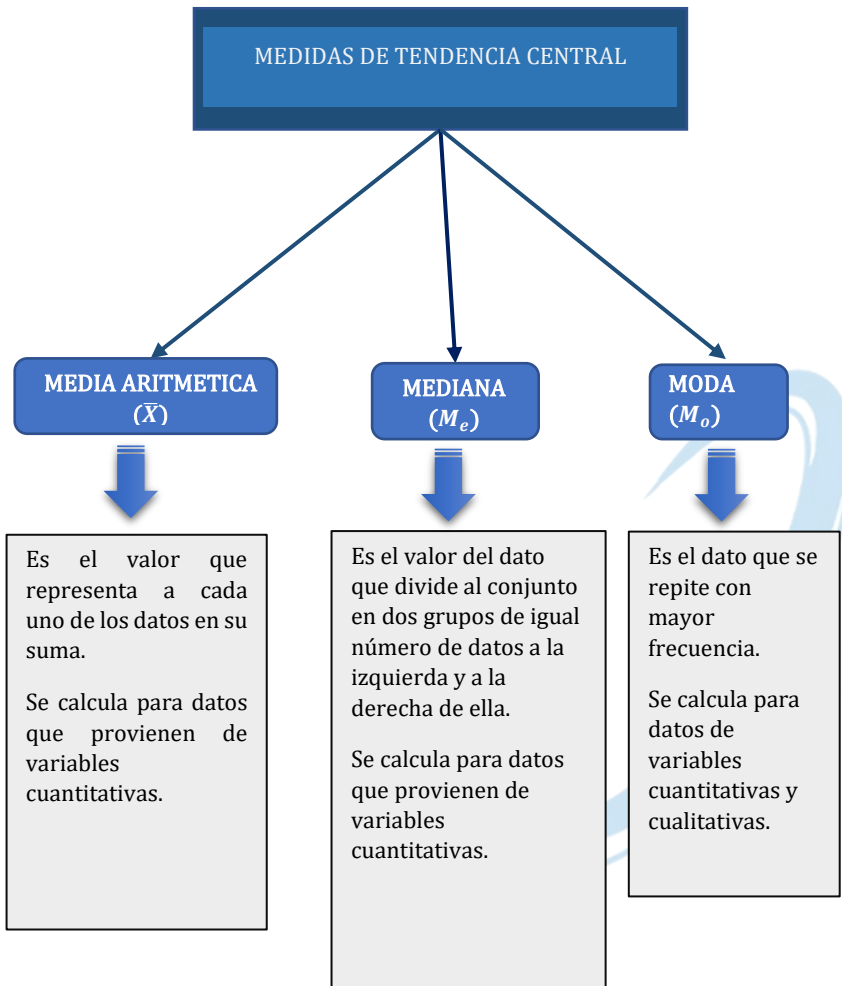 MEDIDAS DE TENDENCIA CENTRAL
MEDIA ARITMETICA
(X̅)
Es el valor que
representa a cada
uno de los datos en su
suma.
Se calcula para datos
que provienen de
variables
cuantitativas.
MEDIANA
(Mₑ)
Es el valor del dato
que divide al conjunto
en dos grupos de igual
número de datos a la
izquierda y a la
derecha de ella.
Se calcula para datos
que provienen de
variables
cuantitativas.
MODA
(Mₒ)
Es el dato que se
repite con
mayor
frecuencia.
Se calcula para
datos de
variables
cuantitativas y
cualitativas.